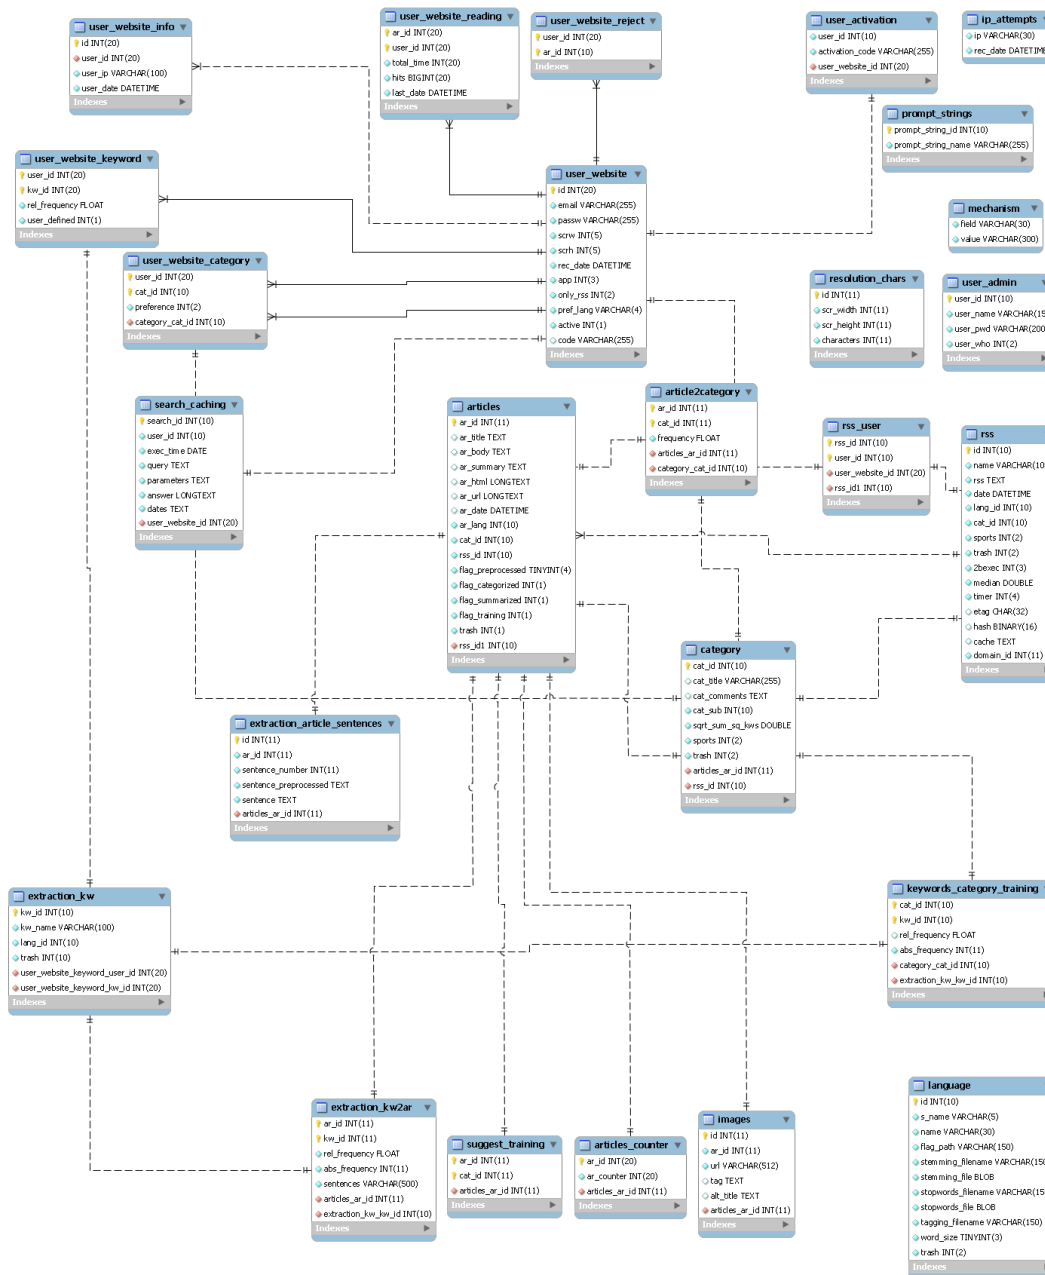 user_website_info
id INT(20)
user_id INT(20)
user_ip VARCHAR(100)
user_date DATETIME
Indexes
user_website_reading
ar_id INT(20)
user_id INT(20)
total_time INT(20)
hits BIGINT(20)
last_date DATETIME
Indexes
user_website_reject
user_id INT(20)
ar_id INT(10)
Indexes
user_activation
user_id INT(10)
activation_code VARCHAR(255)
user_website_id INT(20)
Indexes
ip_attempts
ip VARCHAR(30)
rec_date DATETIME
prompt_strings
prompt_string_id INT(10)
prompt_string_name VARCHAR(255)
Indexes
user_website_keyword
user_id INT(20)
kw_id INT(20)
rel_frequency FLOAT
user_defined INT(1)
Indexes
user_website
id INT(20)
email VARCHAR(255)
passw VARCHAR(255)
scrw INT(5)
scrh INT(5)
rec_date DATETIME
app INT(3)
only_rss INT(2)
pref_lang VARCHAR(4)
active INT(1)
code VARCHAR(255)
Indexes
mechanism
field VARCHAR(30)
value VARCHAR(300)
Indexes
user_website_category
user_id INT(20)
cat_id INT(10)
preference INT(2)
category_cat_id INT(10)
Indexes
resolution_chars
id INT(11)
scr_width INT(11)
scr_height INT(11)
characters INT(11)
Indexes
user_admin
user_id INT(10)
user_name VARCHAR(15
user_pwd VARCHAR(200
user_who INT(2)
Indexes
search_caching
search_id INT(10)
user_id INT(10)
exec_time DATE
query TEXT
parameters TEXT
answer LONGTEXT
dates TEXT
user_website_id INT(20)
Indexes
articles
ar_id INT(11)
ar_title TEXT
ar_body TEXT
ar_summary TEXT
ar_html LONGTEXT
ar_url LONGTEXT
ar_date DATETIME
ar_lang INT(10)
cat_id INT(10)
rss_id INT(10)
flag_preprocessed TINYINT(4)
flag_categorized INT(1)
flag_summarized INT(1)
flag_training INT(1)
trash INT(1)
rss_id1 INT(10)
Indexes
article2category
ar_id INT(11)
cat_id INT(11)
frequency FLOAT
articles_ar_id INT(11)
category_cat_id INT(10)
Indexes
rss_user
rss_id INT(10)
user_id INT(10)
user_website_id INT(20)
rss_id1 INT(10)
Indexes
rss
id INT(10)
name VARCHAR(10
rss TEXT
date DATETIME
lang_id INT(10)
cat_id INT(10)
sports INT(2)
trash INT(2)
2bexec INT(3)
median DOUBLE
timer INT(4)
etag CHAR(32)
hash BINARY(16)
cache TEXT
domain_id INT(11)
Indexes
category
cat_id INT(10)
cat_title VARCHAR(255)
cat_comments TEXT
cat_sub INT(10)
sqrt_sum_sq_kws DOUBLE
sports INT(2)
trash INT(2)
articles_ar_id INT(11)
rss_id INT(10)
Indexes
extraction_article_sentences
id INT(11)
ar_id INT(11)
sentence_number INT(11)
sentence_preprocessed TEXT
sentence TEXT
articles_ar_id INT(11)
Indexes
extraction_kw
kw_id INT(10)
kw_name VARCHAR(100)
lang_id INT(10)
trash INT(10)
user_website_keyword_user_id INT(20)
user_website_keyword_kw_id INT(20)
Indexes
keywords_category_training
cat_id INT(10)
kw_id INT(10)
rel_frequency FLOAT
abs_frequency INT(11)
category_cat_id INT(10)
extraction_kw_kw_id INT(10)
Indexes
extraction_kw2ar
ar_id INT(11)
kw_id INT(11)
rel_frequency FLOAT
abs_frequency INT(11)
sentences VARCHAR(500)
articles_ar_id INT(11)
extraction_kw_kw_id INT(10)
Indexes
suggest_training
ar_id INT(11)
cat_id INT(11)
articles_ar_id INT(11)
Indexes
articles_counter
ar_id INT(20)
ar_counter INT(20)
articles_ar_id INT(11)
Indexes
images
id INT(11)
ar_id INT(11)
url VARCHAR(512)
tag TEXT
alt_title TEXT
articles_ar_id INT(11)
Indexes
language
id INT(10)
s_name VARCHAR(5)
name VARCHAR(30)
flag_path VARCHAR(150)
stemming_filename VARCHAR(150
stemming_file BLOB
stopwords_filename VARCHAR(15
stopwords_file BLOB
tagging_filename VARCHAR(150)
word_size TINYINT(3)
trash INT(2)
Indexes